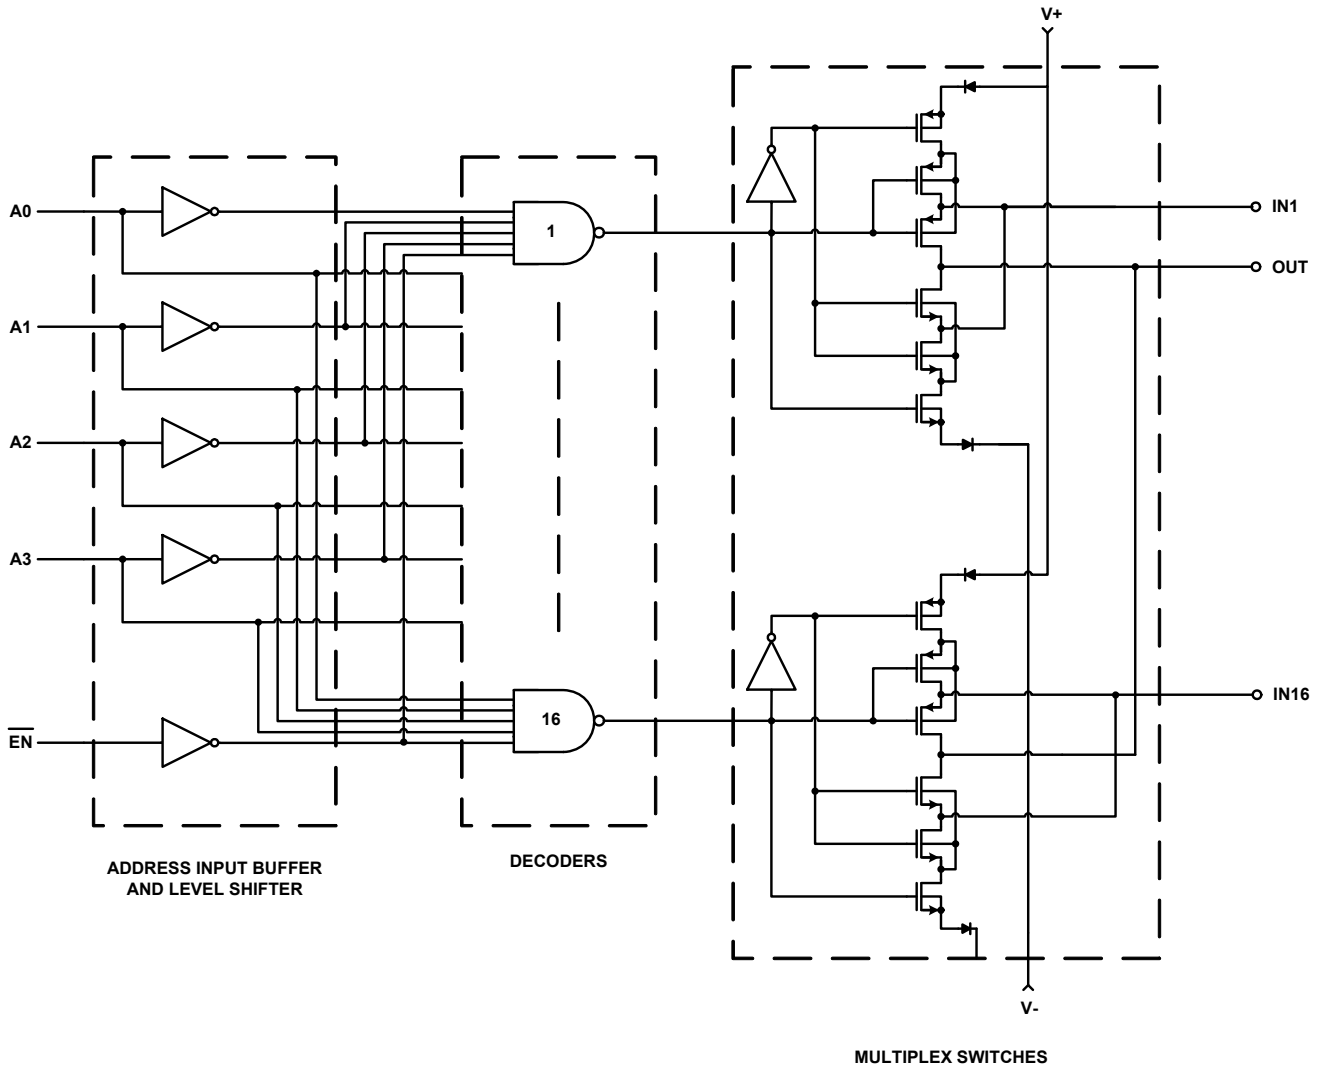 V+
A0
1
IN1
OUT
A1
A2
A3
IN16
16
EN
DECODERS
ADDRESS INPUT BUFFER
AND LEVEL SHIFTER
V-
MULTIPLEX SWITCHES